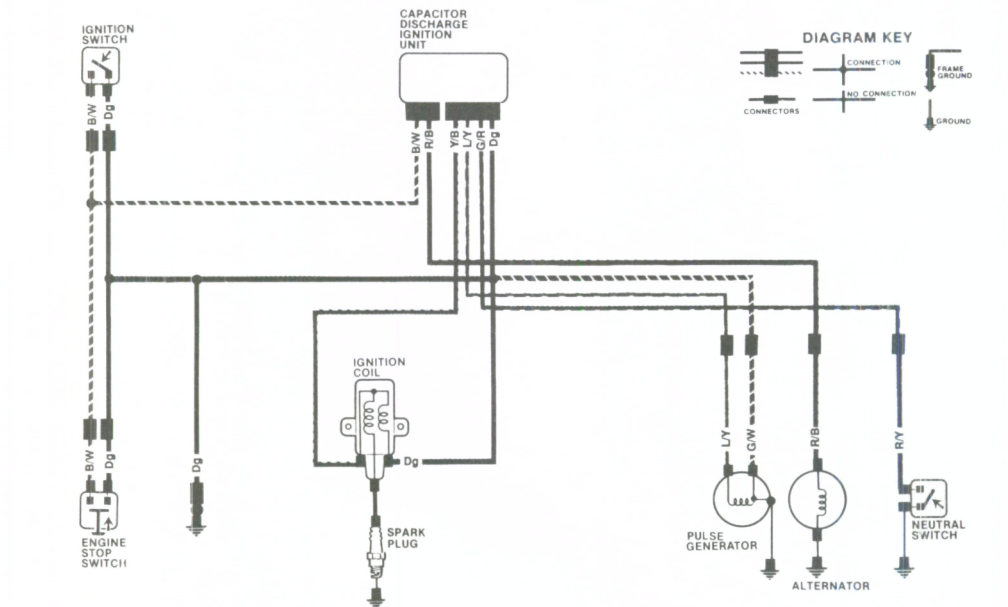 IGNITION
SWITCH
CAPACITOR
DISCHARGE
IGNITION
UNIT
DIAGRAM KEY
CONNECTION
FRAME
GROUND
NO CONNECTION
CONNECTORS
GROUND
B/W
Dg
B/W
R/B
Y/B
L/Y
G/R
Dg
IGNITION
COIL
B/W
Dg
Dg
Dg
L/Y
G/W
R/B
R/Y
ENGINE
STOP
SWITCH
SPARK
PLUG
PULSE
GENERATOR
NEUTRAL
SWITCH
ALTERNATOR